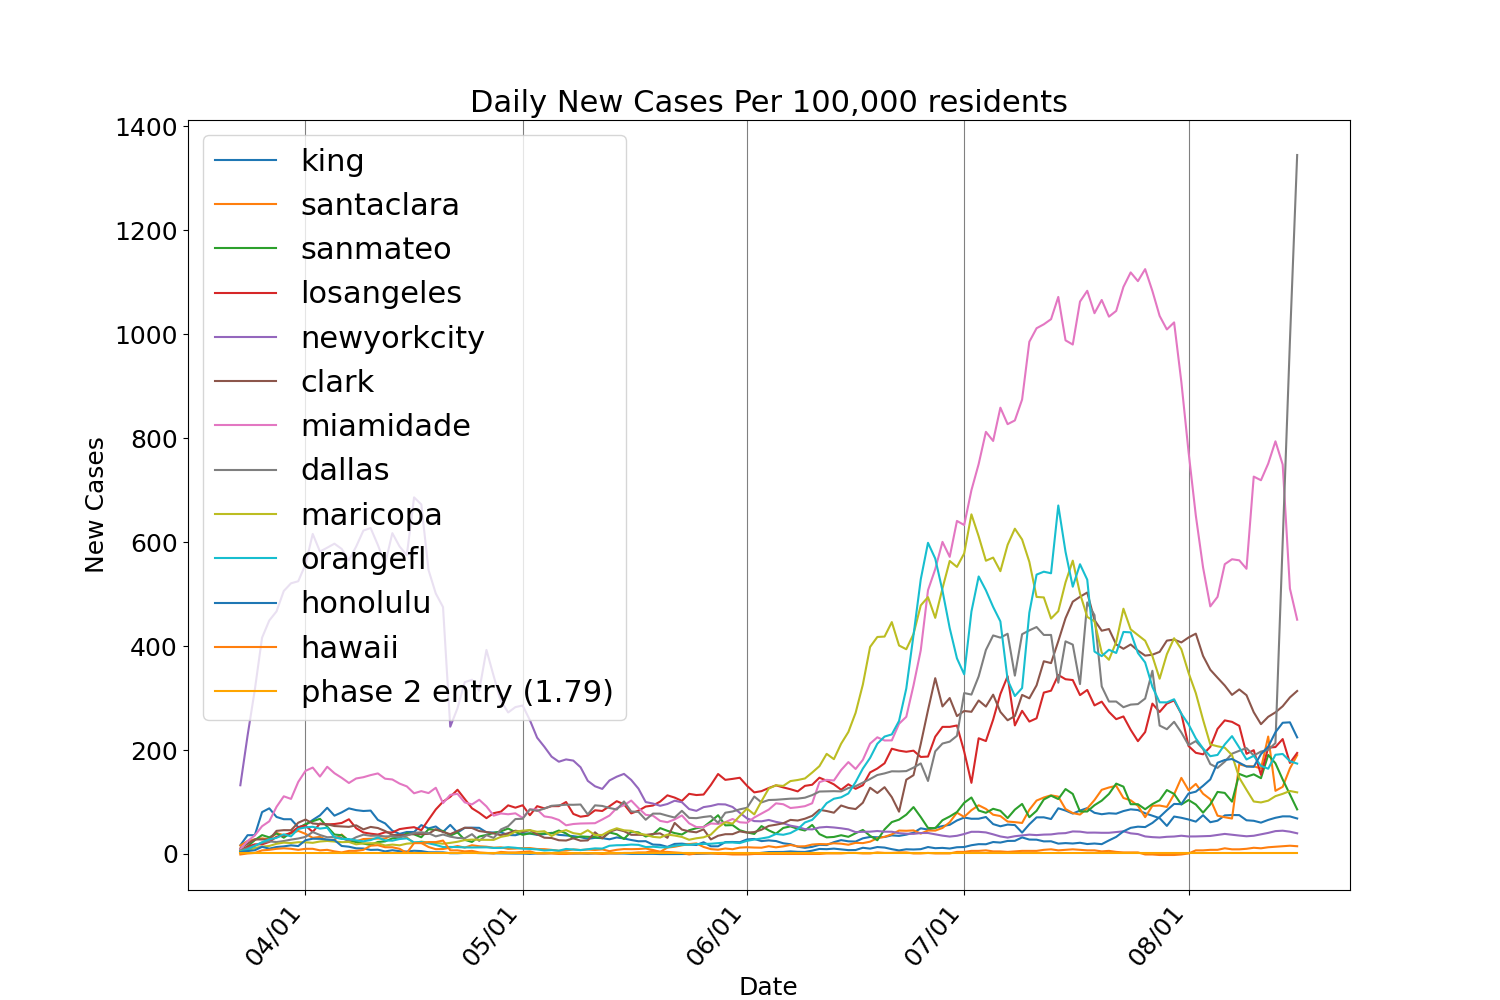 Daily New Cases Per 100,000 residents
1400
1200
1000
800
600
400
200
0
New Cases
king
santaclara
sanmateo
losangeles
newyorkcity
clark
miamidade
dallas
maricopa
orangefl
honolulu
hawaii
phase 2 entry (1.79)
04/01
05/01
06/01
07/01
08/01
Date